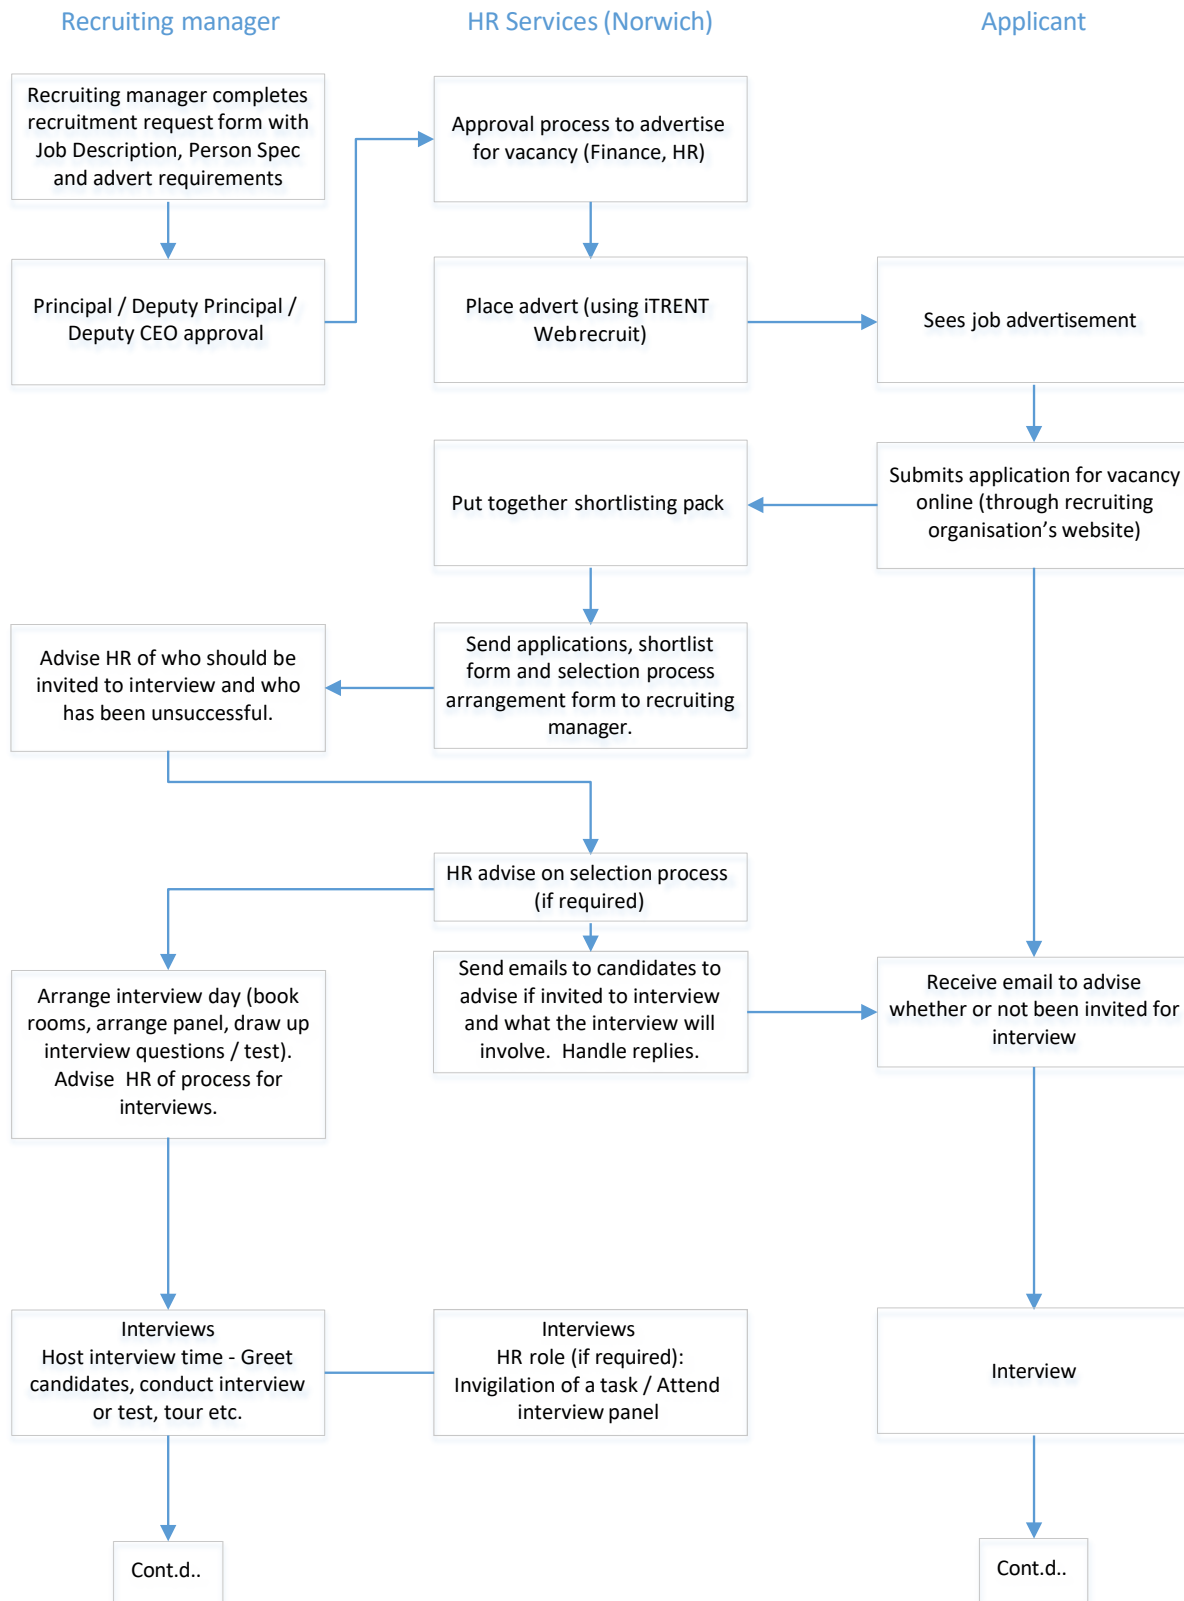 Recruiting manager
HR Services (Norwich)
Applicant
Recruiting manager completes
recruitment request form with
Job Description, Person Spec
and advert requirements
Approval process to advertise
for vacancy (Finance, HR)
Principal / Deputy Principal /
Deputy CEO approval
Place advert (using iTRENT
Webrecruit)
Sees job advertisement
Put together shortlisting pack
Submits application for vacancy
online (through recruiting
organisation’s website)
Advise HR of who should be
invited to interview and who
has been unsuccessful.
Send applications, shortlist
form and selection process
arrangement form to recruiting
manager.
HR advise on selection process
(if required)
Arrange interview day (book
rooms, arrange panel, draw up
interview questions / test).
Advise  HR of process for
interviews.
Send emails to candidates to
advise if invited to interview
and what the interview will
involve.  Handle replies.
Receive email to advise
whether or not been invited for
interview
Interviews
Host interview time - Greet
candidates, conduct interview
or test, tour etc.
Interviews
HR role (if required):
Invigilation of a task / Attend
interview panel
Interview
Cont.d..
Cont.d..